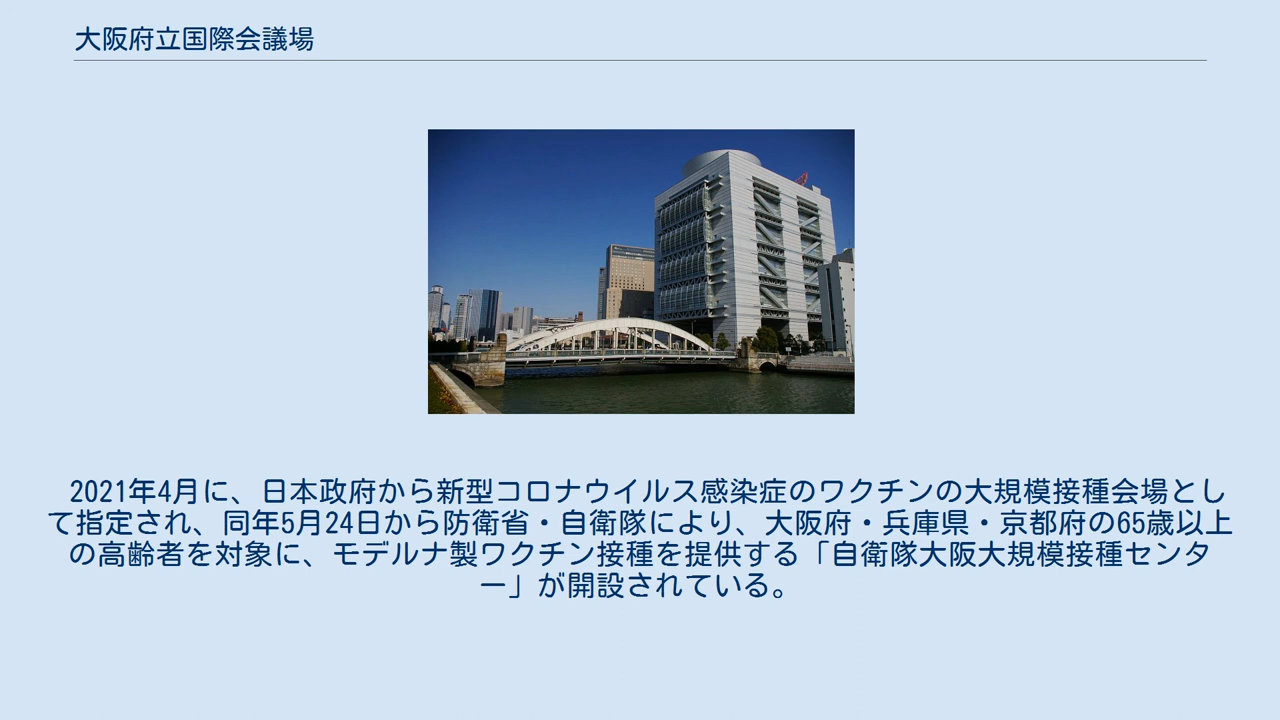 大阪府立国際会議場
2021年4月に、日本政府から新型コロナウイルス感染症のワクチンの大規模接種会場とし
て指定され、同年5月24日から防衛省・自衛隊により、大阪府・兵庫県・京都府の65歳以上
の高齢者を対象に、モデルナ製ワクチン接種を提供する「自衛隊大阪大規模接種センタ
ー」が開設されている。